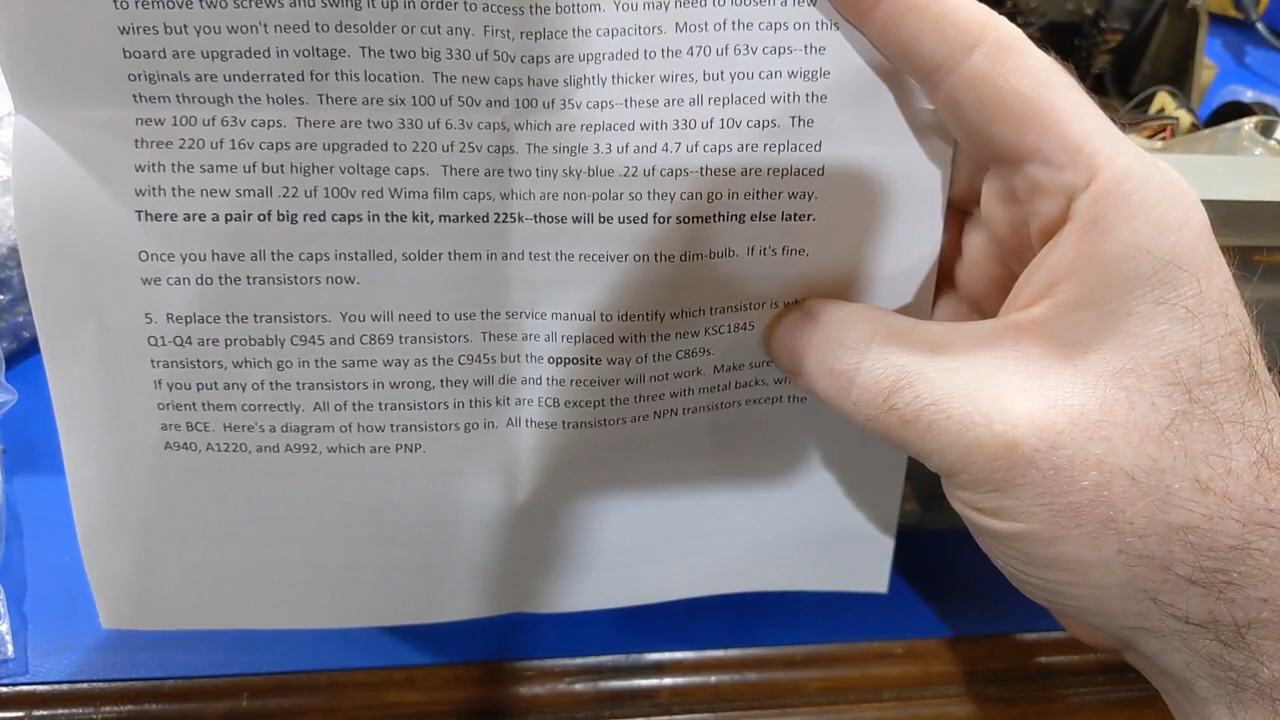 to remove two screws and swing it up in order to access the bottom. You may need to loosen a few
wires but you won't need to desolder or cut any. First, replace the capacitors. Most of the caps on this
board are upgraded in voltage. The two big 330 uf 50v caps are upgraded to the 470 uf 63v caps--the
originals are underrated for this location. The new caps have slightly thicker wires, but you can wiggle
them through the holes. There are six 100 uf 50v and 100 uf 35v caps--these are all replaced with the
new 100 uf 63v caps. There are two 330 uf 6.3v caps, which are replaced with 330 uf 10v caps. The
three 220 uf 16v caps are upgraded to 220 uf 25v caps. The single 3.3 uf and 4.7 uf caps are replaced
with the same uf but higher voltage caps. There are two tiny sky-blue .22 uf caps--these are replaced
with the new small .22 uf 100v red Wima film caps, which are non-polar so they can go in either way.
There are a pair of big red caps in the kit, marked 225k--those will be used for something else later.
Once you have all the caps installed, solder them in and test the receiver on the dim-bulb. If it's fine,
we can do the transistors now.
5. Replace the transistors. You will need to use the service manual to identify which transistor is
Q1-Q4 are probably C945 and C869 transistors. These are all replaced with the new KSC1845
transistors, which go in the same way as the C945s but the opposite way of the C869s.
If you put any of the transistors in wrong, they will die and the receiver will not work. Make sure
orient them correctly. All of the transistors in this kit are ECB except the three with metal backs,
are BCE. Here's a diagram of how transistors go in. All these transistors are NPN transistors except the
A940, A1220, and A992, which are PNP.